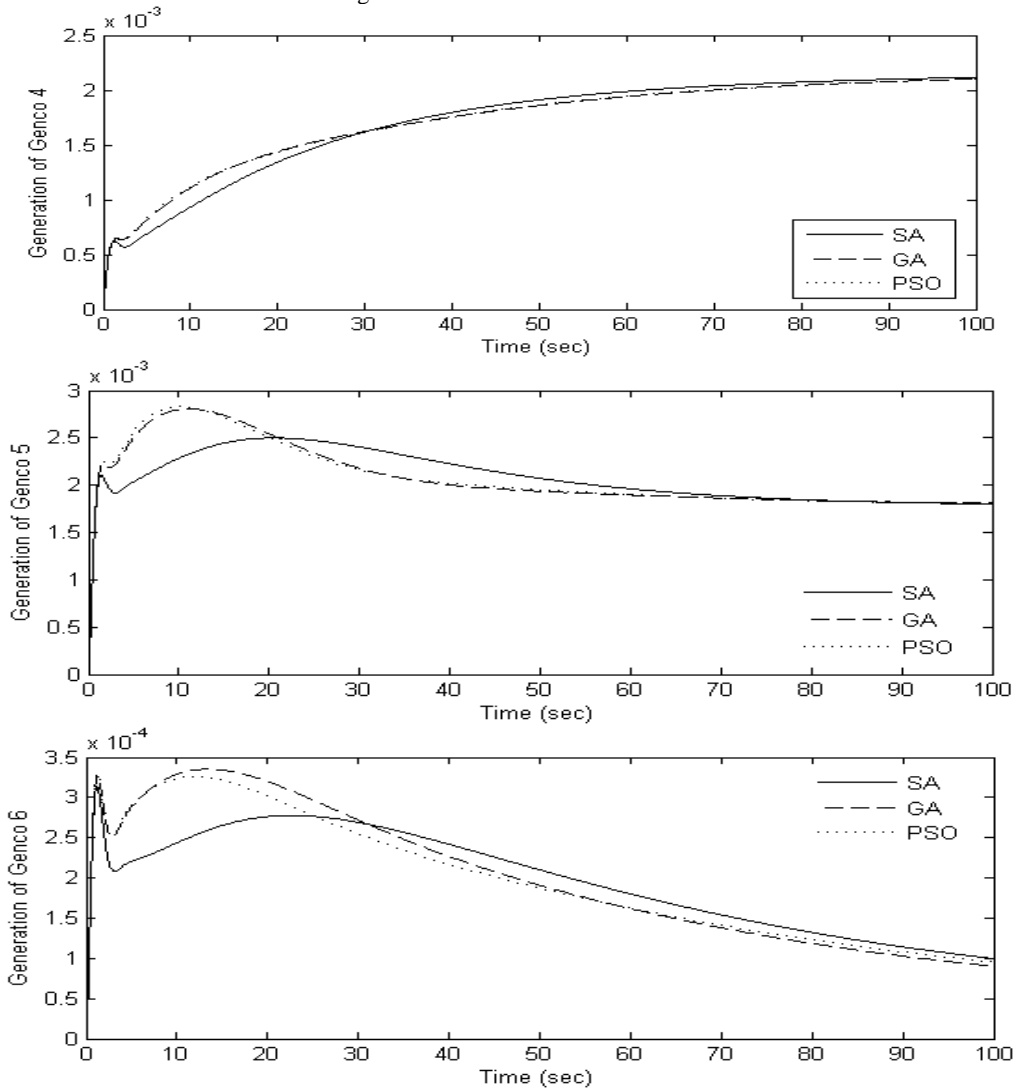 g
x 10⁻³
2.5
2
1.5
1
0.5
0
Generation of Genco 4
SA
GA
PSO
0 10 20 30 40 50 60 70 80 90 100
Time (sec)
x 10⁻³
3
2.5
2
1.5
1
0.5
0
Generation of Genco 5
SA
GA
PSO
0 10 20 30 40 50 60 70 80 90 100
Time (sec)
x 10⁻⁴
3.5
3
2.5
2
1.5
1
0.5
0
Generation of Genco 6
SA
GA
PSO
0 10 20 30 40 50 60 70 80 90 100
Time (sec)